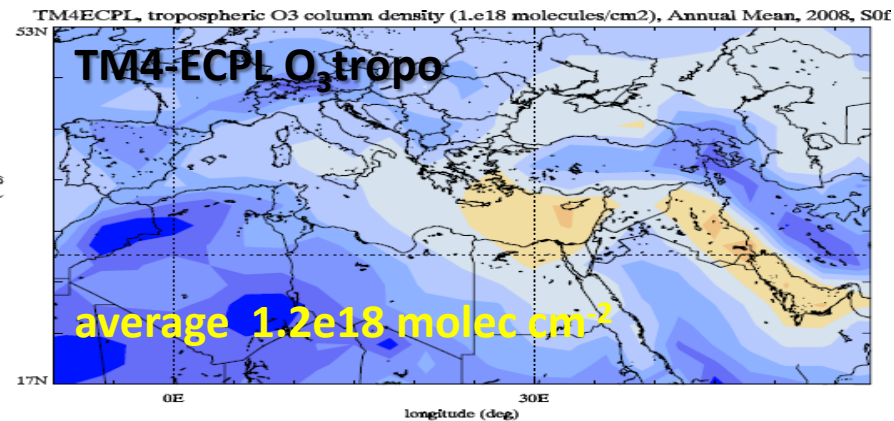 TM4ECPL, tropospheric O3 column density (1.e18 molecules/cm2), Annual Mean, 2008, S0f
53N
TM4-ECPL O₃tropo
average 1.2e18 molec cm⁻²
17N
0E 30E
longitude (deg)